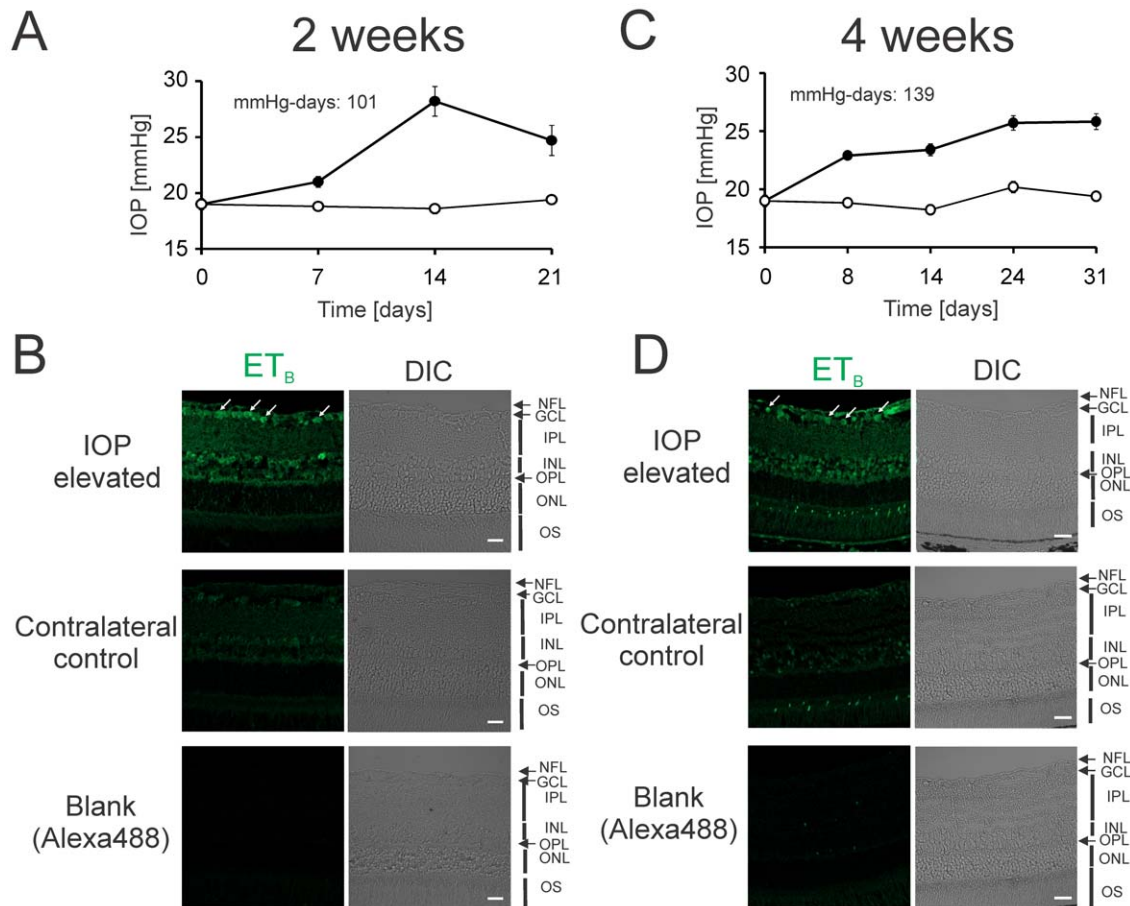 A
2 weeks
mmHg-days: 101
IOP [mmHg]
30
25
20
15
0 7 14 21
Time [days]
C
4 weeks
mmHg-days: 139
IOP [mmHg]
30
25
20
15
0 8 14 24 31
Time [days]
B
ETB DIC
IOP
elevated
NFL
GCL
IPL
INL
OPL
ONL
OS
Contralateral
control
NFL
GCL
IPL
INL
OPL
ONL
OS
Blank
(Alexa488)
NFL
GCL
IPL
INL
OPL
ONL
OS
D
ETB DIC
IOP
elevated
NFL
GCL
IPL
INL
OPL
ONL
OS
Contralateral
control
NFL
GCL
IPL
INL
OPL
ONL
OS
Blank
(Alexa488)
NFL
GCL
IPL
INL
OPL
ONL
OS